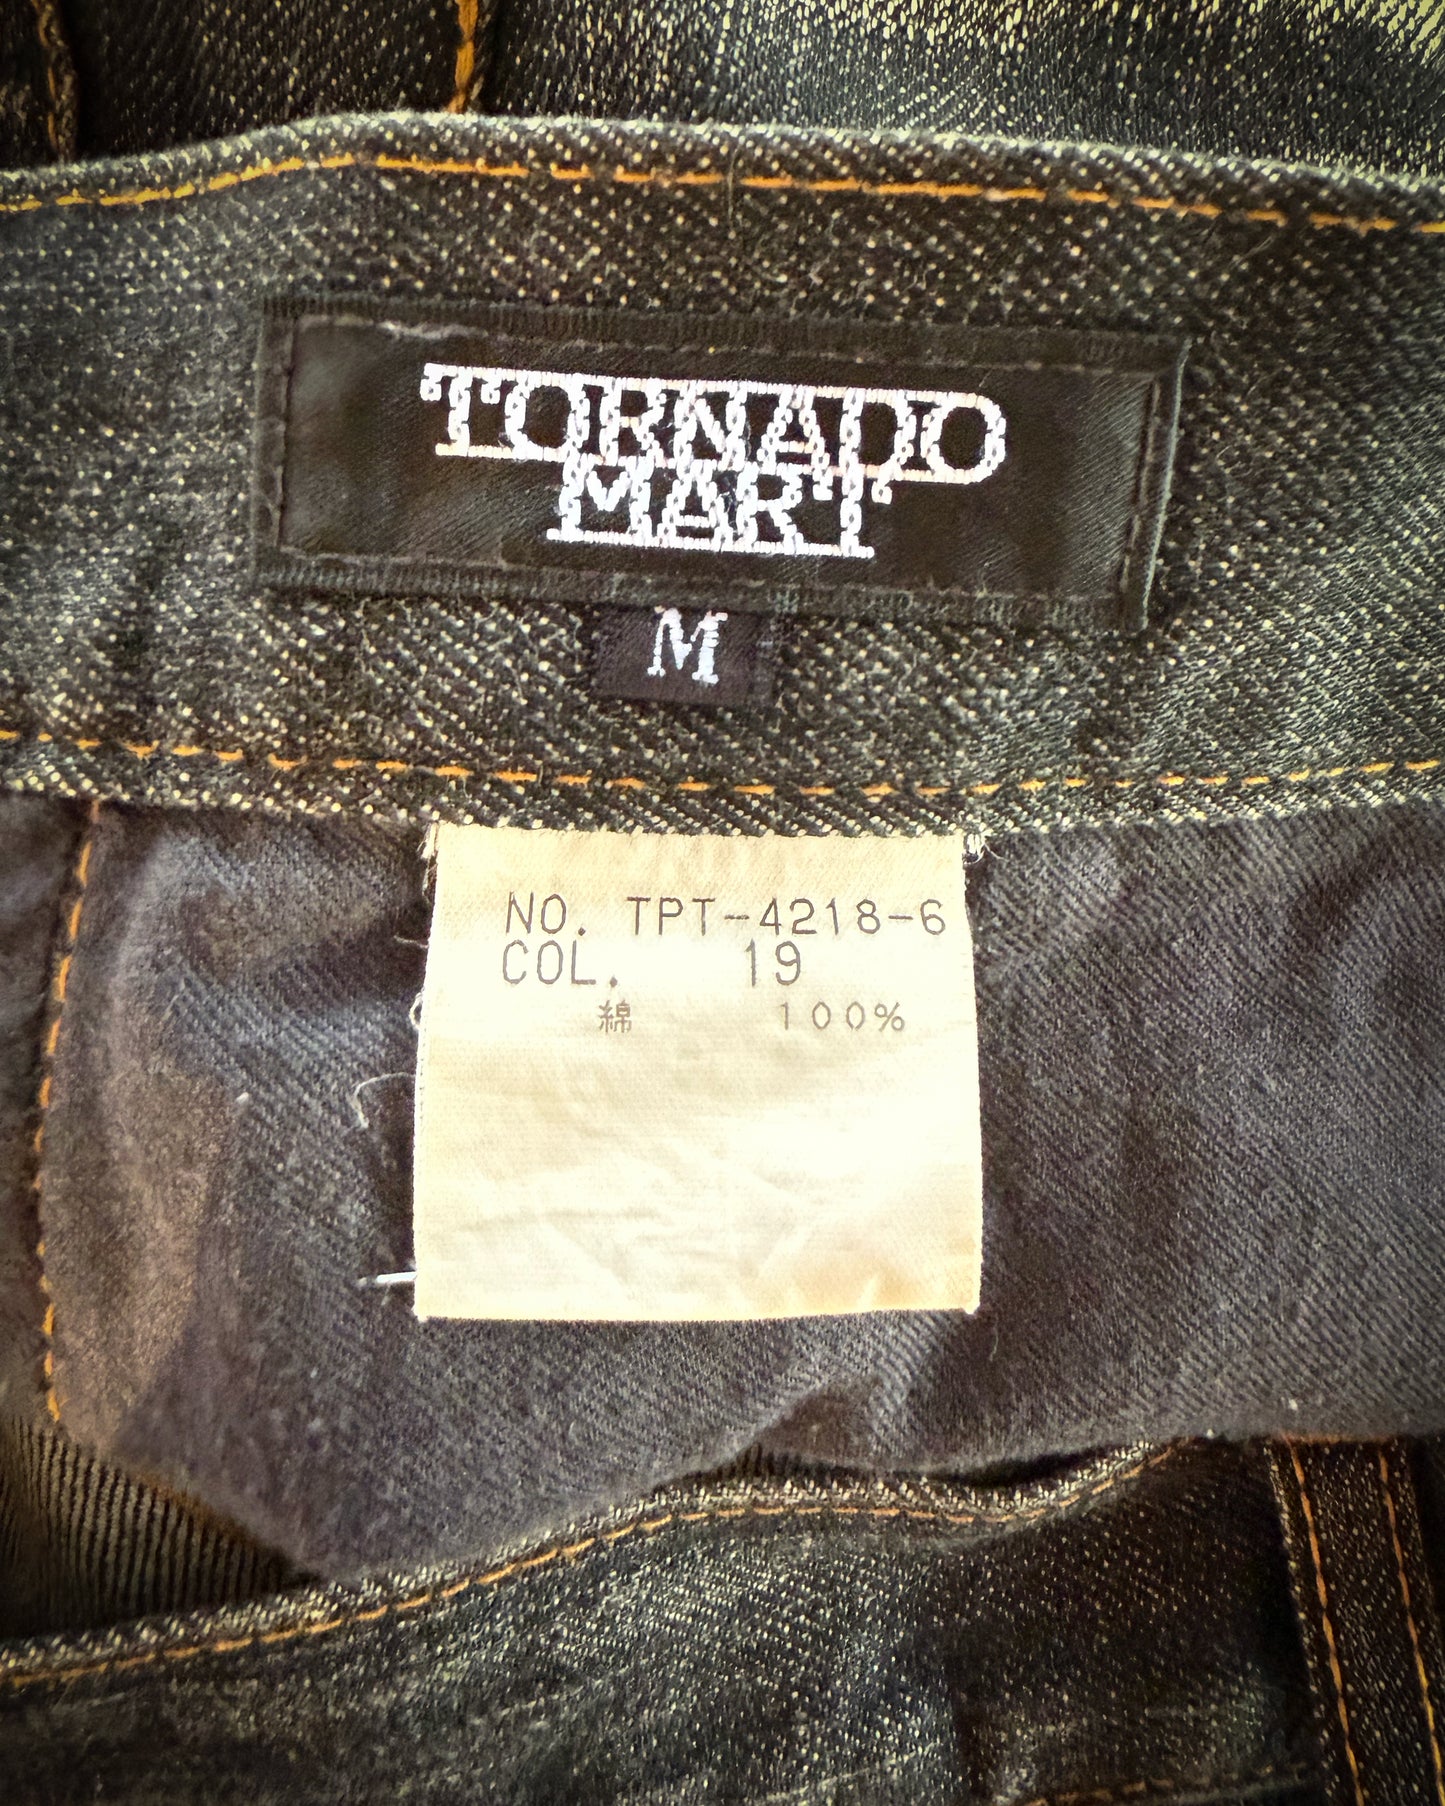 TORNADO
MART
M
NO. TPT-4218-6
COL. 19
綿 100%